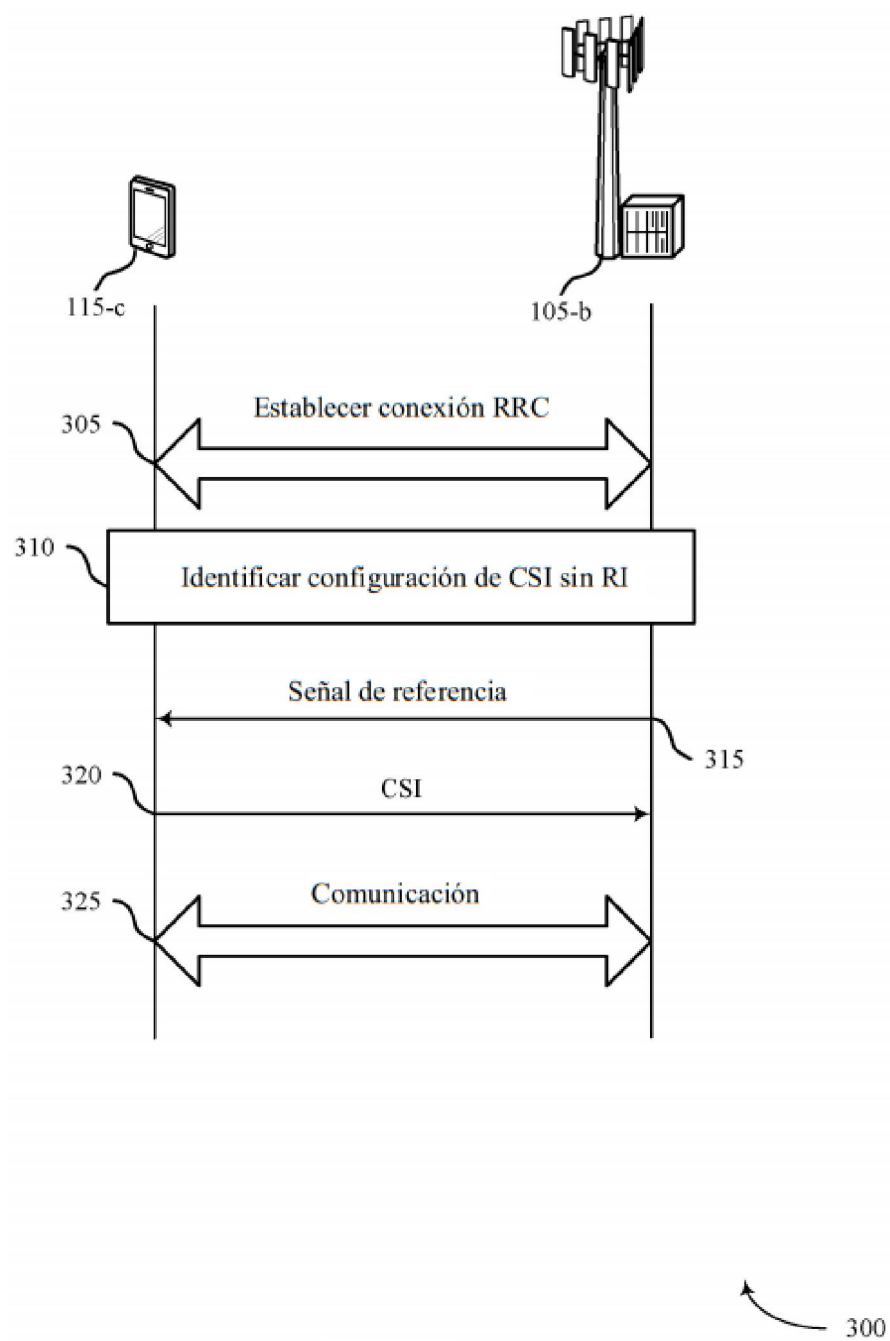 115-c
105-b
Establecer conexión RRC
305
310
Identificar configuración de CSI sin RI
Señal de referencia
315
320
CSI
Comunicación
325
300